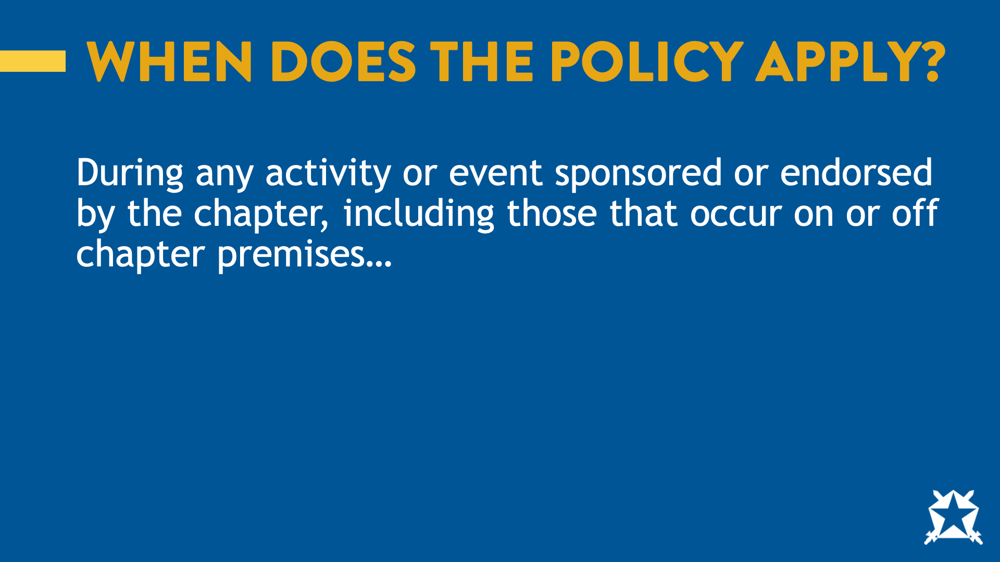 WHEN DOES THE POLICY APPLY?
During any activity or event sponsored or endorsed
by the chapter, including those that occur on or off
chapter premises…